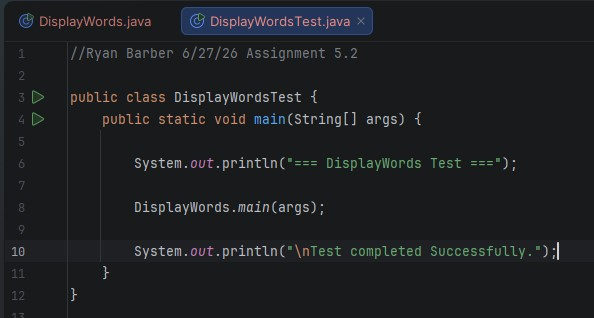 DisplayWords.java DisplayWordsTest.java ×
1 //Ryan Barber 6/27/26 Assignment 5.2
2
3 public class DisplayWordsTest {
4 public static void main(String[] args) {
5
6 System.out.println("=== DisplayWords Test ===");
7
8 DisplayWords.main(args);
9
10 System.out.println("\nTest completed Successfully.");
11 }
12 }
13